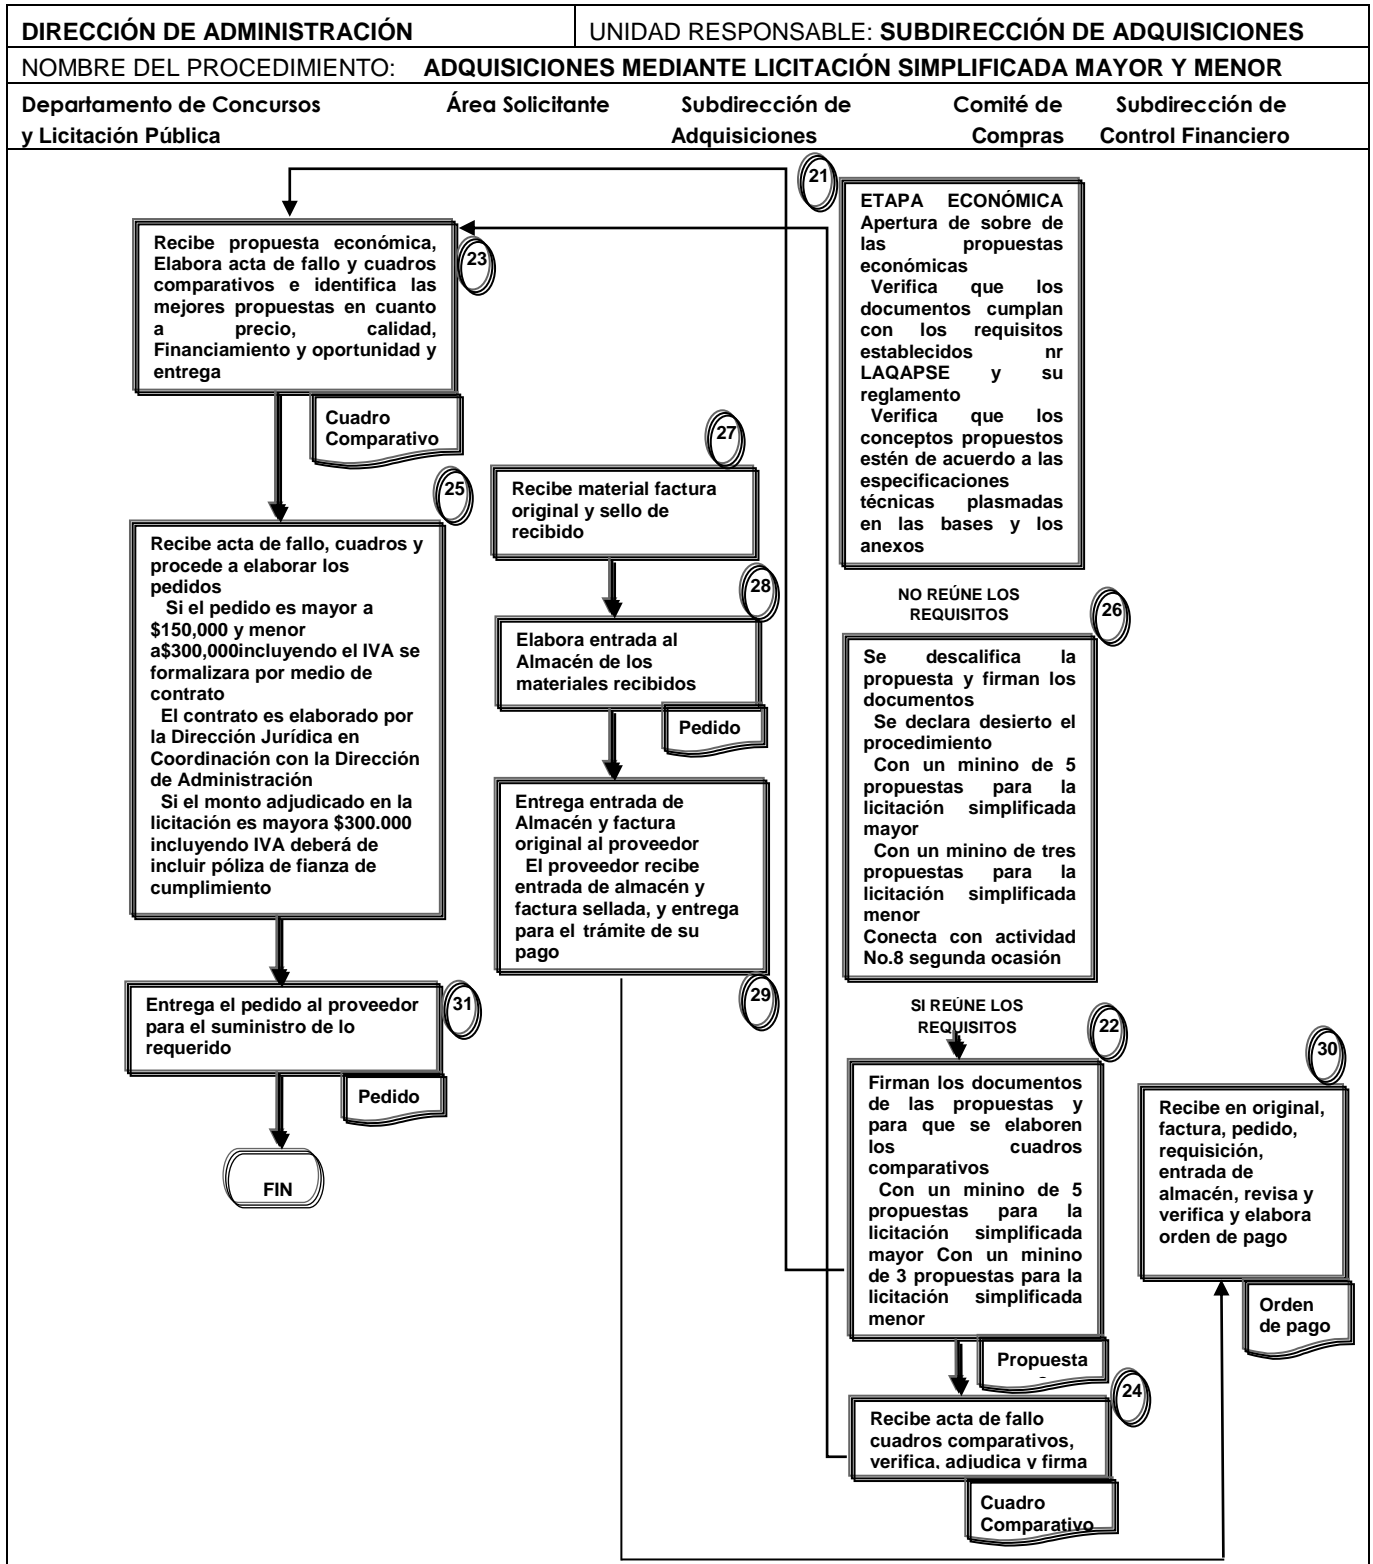 DIRECCIÓN DE ADMINISTRACIÓN
UNIDAD RESPONSABLE: SUBDIRECCIÓN DE ADQUISICIONES
NOMBRE DEL PROCEDIMIENTO: ADQUISICIONES MEDIANTE LICITACIÓN SIMPLIFICADA MAYOR Y MENOR
Departamento de Concursos
y Licitación Pública
Área Solicitante
Subdirección de
Adquisiciones
Comité de
Compras
Subdirección de
Control Financiero
21
ETAPA ECONÓMICA
Apertura de sobre de
las propuestas
económicas
Verifica que los
documentos cumplan
con los requisitos
establecidos nr
LAQAPSE y su
reglamento
Verifica que los
conceptos propuestos
estén de acuerdo a las
especificaciones
técnicas plasmadas
en las bases y los
anexos
23
Recibe propuesta económica,
Elabora acta de fallo y cuadros
comparativos e identifica las
mejores propuestas en cuanto
a precio, calidad,
Financiamiento y oportunidad y
entrega
Cuadro
Comparativo
25
Recibe acta de fallo, cuadros y
procede a elaborar los
pedidos
Si el pedido es mayor a
$150,000 y menor
a$300,000incluyendo el IVA se
formalizara por medio de
contrato
El contrato es elaborado por
la Dirección Jurídica en
Coordinación con la Dirección
de Administración
Si el monto adjudicado en la
licitación es mayora $300.000
incluyendo IVA deberá de
incluir póliza de fianza de
cumplimiento
31
Entrega el pedido al proveedor
para el suministro de lo
requerido
Pedido
FIN
27
Recibe material factura
original y sello de
recibido
28
Elabora entrada al
Almacén de los
materiales recibidos
Pedido
Entrega entrada de
Almacén y factura
original al proveedor
El proveedor recibe
entrada de almacén y
factura sellada, y entrega
para el trámite de su
pago
29
NO REÚNE LOS
REQUISITOS
26
Se descalifica la
propuesta y firman los
documentos
Se declara desierto el
procedimiento
Con un minino de 5
propuestas para la
licitación simplificada
mayor
Con un minino de tres
propuestas para la
licitación simplificada
menor
Conecta con actividad
No.8 segunda ocasión
SI REÚNE LOS
REQUISITOS
22
Firman los documentos
de las propuestas y
para que se elaboren
los cuadros
comparativos
Con un minino de 5
propuestas para la
licitación simplificada
mayor Con un minino
de 3 propuestas para la
licitación simplificada
menor
Propuesta
24
Recibe acta de fallo
cuadros comparativos,
verifica, adjudica y firma
Cuadro
Comparativo
30
Recibe en original,
factura, pedido,
requisición,
entrada de
almacén, revisa y
verifica y elabora
orden de pago
Orden
de pago